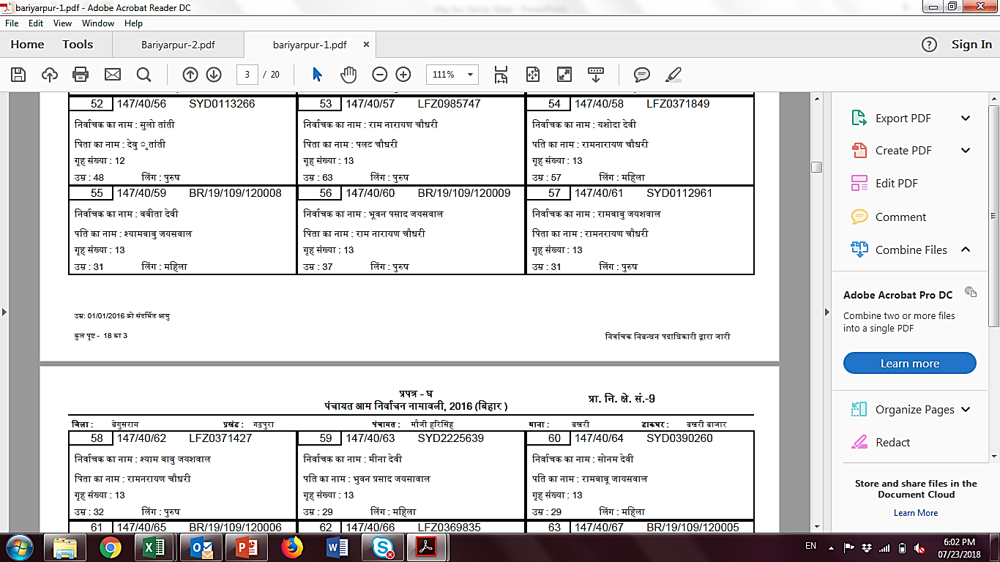 bariyarpur-1.pdf - Adobe Acrobat Reader DC
File Edit View Window Help
Home Tools Bariyarpur-2.pdf bariyarpur-1.pdf × ? Sign In
3 / 20 111%
52 147/40/56 SYD0113266 53 147/40/57 LFZ0985747 54 147/40/58 LFZ0371849
निर्वाचक का नाम : सुलो तांती निर्वाचक का नाम : राम नारायण चौधरी निर्वाचक का नाम : यशोदा देवी
पिता का नाम : देबु ृ तांती पिता का नाम : पलट चौधरी पति का नाम : रामनारायण चौधरी
गृह संख्या : 12 गृह संख्या : 13 गृह संख्या : 13
उम्र : 48 लिंग : पुरुष उम्र : 63 लिंग : पुरुष उम्र : 57 लिंग : महिला
55 147/40/59 BR/19/109/120008 56 147/40/60 BR/19/109/120009 57 147/40/61 SYD0112961
निर्वाचक का नाम : बबीता देवी निर्वाचक का नाम : भूवन पसाद जयसवाल निर्वाचक का नाम : रामबाबु जयशवाल
पति का नाम : श्यामबाबु जयसवाल पिता का नाम : राम नारायण चौधरी पिता का नाम : रामनरायण चौधरी
गृह संख्या : 13 गृह संख्या : 13 गृह संख्या : 13
उम्र : 31 लिंग : महिला उम्र : 37 लिंग : पुरुष उम्र : 31 लिंग : पुरुष
उम्र: 01/01/2016 को संदर्भित आयु
कुल पृष्ट - 18 का 3 निर्वाचक निबन्धन पदाधिकारी द्वारा जारी
प्रपत्र - घ
पंचायत आम निर्वाचन नामावली, 2016 (बिहार ) प्रा. नि. क्षे. सं.-9
जिला : बेगुसराय प्रखंड : गढ़पुरा पंचायत : मौजी हरिसिंह थाना : बखरी डाकघर : बखरी बाजार
58 147/40/62 LFZ0371427 59 147/40/63 SYD2225639 60 147/40/64 SYD0390260
निर्वाचक का नाम : श्याम बाबु जयशवाल निर्वाचक का नाम : मीना देवी निर्वाचक का नाम : सोनम देवी
पिता का नाम : रामनरायण चौधरी पति का नाम : भुवन प्रसाद जयसावाल पति का नाम : रामबाबू जायसवाल
गृह संख्या : 13 गृह संख्या : 13 गृह संख्या : 13
उम्र : 32 लिंग : पुरुष उम्र : 29 लिंग : महिला उम्र : 29 लिंग : महिला
61 147/40/65 BR/19/109/120006 62 147/40/66 LFZ0369835 63 147/40/67 BR/19/109/120005
Export PDF
Create PDF
Edit PDF
Comment
Combine Files
Adobe Acrobat Pro DC
Combine two or more files
into a single PDF
Learn more
Organize Pages
Redact
Store and share files in the
Document Cloud
Learn More
EN 6:02 PM
07/23/2018